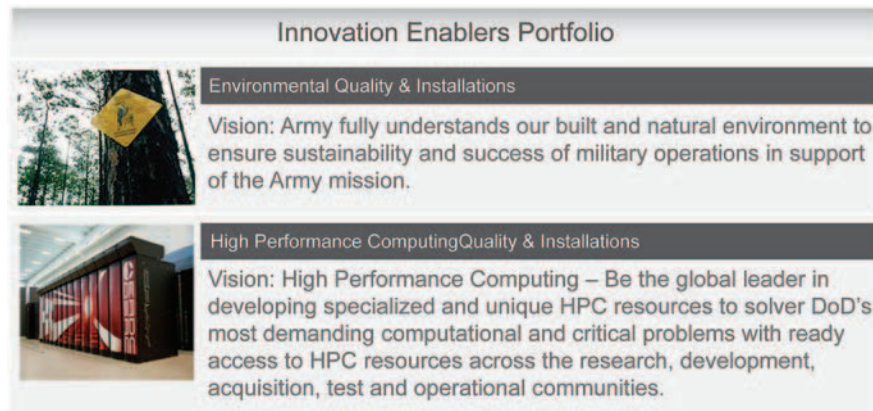 Innovation Enablers Portfolio
Environmental Quality & Installations
Vision: Army fully understands our built and natural environment to
ensure sustainability and success of military operations in support
of the Army mission.
High Performance ComputingQuality & Installations
Vision: High Performance Computing – Be the global leader in
developing specialized and unique HPC resources to solver DoD's
most demanding computational and critical problems with ready
access to HPC resources across the research, development,
acquisition, test and operational communities.